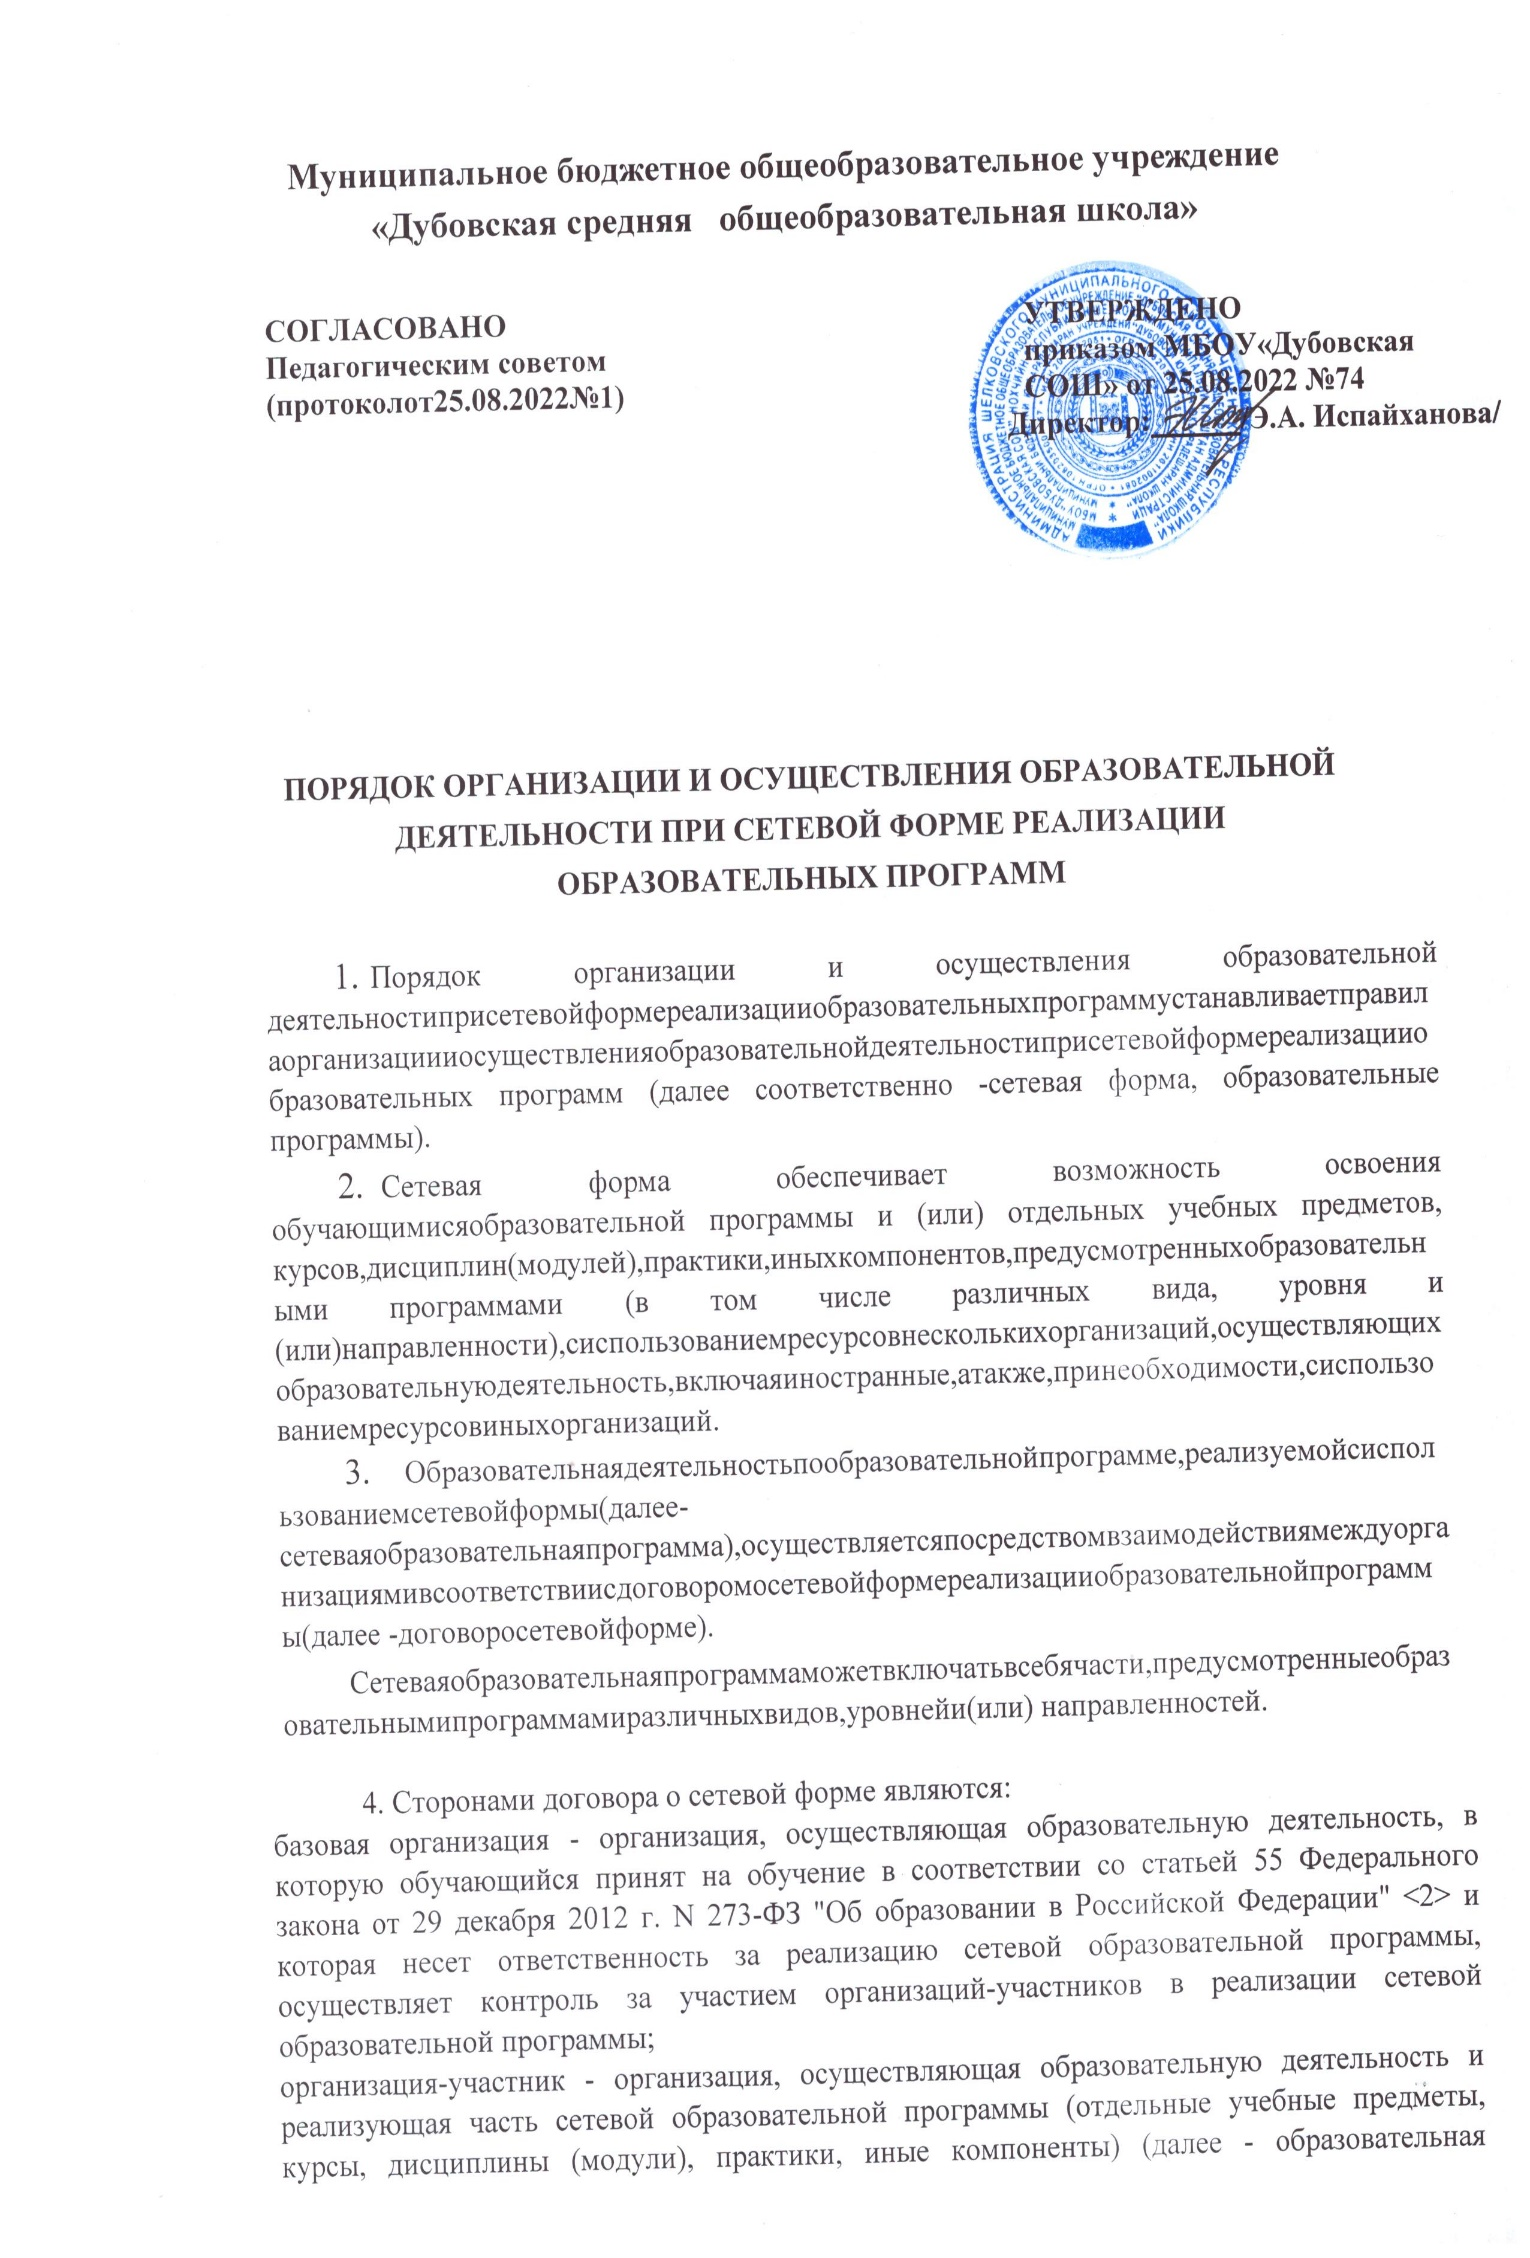 Муниципальное бюджетное общеобразовательное учреждение
«Дубовская средняя общеобразовательная школа»
СОГЛАСОВАНО
Педагогическим советом
(протоколот25.08.2022№1)
УТВЕРЖДЕНО
приказом МБОУ«Дубовская
СОШ» от 25.08.2022 №74
Директор: Э.А. Испайханова/
ПОРЯДОК ОРГАНИЗАЦИИ И ОСУЩЕСТВЛЕНИЯ ОБРАЗОВАТЕЛЬНОЙ
ДЕЯТЕЛЬНОСТИ ПРИ СЕТЕВОЙ ФОРМЕ РЕАЛИЗАЦИИ
ОБРАЗОВАТЕЛЬНЫХ ПРОГРАММ
1. Порядок организации и осуществления образовательной
деятельностиприсетевойформереализацииобразовательныхпрограммустанавливаетправил
аорганизациииосуществленияобразовательнойдеятельностиприсетевойформереализациио
бразовательных программ (далее соответственно -сетевая форма, образовательные
программы).
2. Сетевая форма обеспечивает возможность освоения
обучающимисяобразовательной программы и (или) отдельных учебных предметов,
курсов,дисциплин(модулей),практики,иныхкомпонентов,предусмотренныхобразовательн
ыми программами (в том числе различных вида, уровня и
(или)направленности),сиспользованиемресурсовнесколькихорганизаций,осуществляющих
образовательнуюдеятельность,включаяиностранные,атакже,принеобходимости,сиспользо
ваниемресурсовиныхорганизаций.
3. Образовательнаядеятельностьпообразовательнойпрограмме,реализуемойсиспол
ьзованиемсетевойформы(далее-
сетеваяобразовательнаяпрограмма),осуществляетсяпосредствомвзаимодействиямеждуорга
низациямивсоответствиисдоговоромосетевойформереализацииобразовательнойпрограмм
ы(далее -договоросетевойформе).
Сетеваяобразовательнаяпрограммаможетвключатьвсебячасти,предусмотренныеобраз
овательнымипрограммамиразличныхвидов,уровнейи(или) направленностей.
4. Сторонами договора о сетевой форме являются:
базовая организация - организация, осуществляющая образовательную деятельность, в
которую обучающийся принят на обучение в соответствии со статьей 55 Федерального
закона от 29 декабря 2012 г. N 273-ФЗ "Об образовании в Российской Федерации" <2> и
которая несет ответственность за реализацию сетевой образовательной программы,
осуществляет контроль за участием организаций-участников в реализации сетевой
образовательной программы;
организация-участник - организация, осуществляющая образовательную деятельность и
реализующая часть сетевой образовательной программы (отдельные учебные предметы,
курсы, дисциплины (модули), практики, иные компоненты) (далее - образовательная